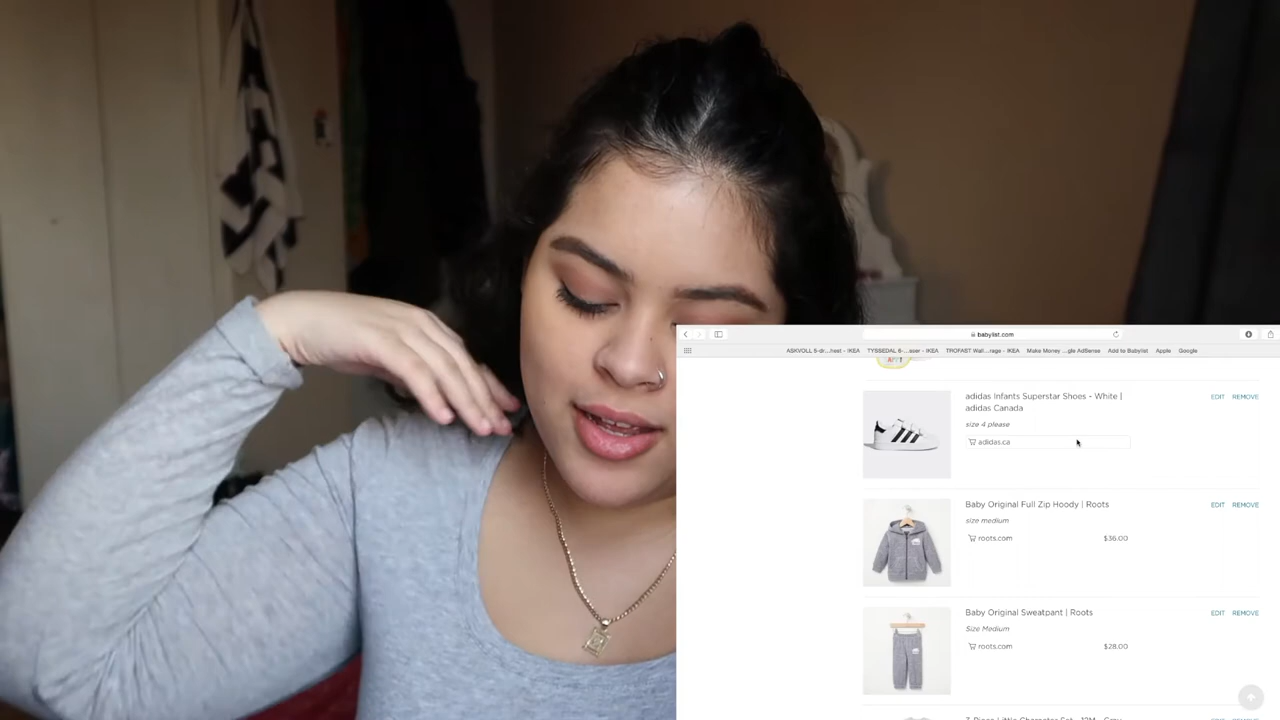 babylist.com
ASKVOLL 5-dr...hest - IKEA TYSSEDAL 6-...aser - IKEA TROFAST Wall...rage - IKEA Make Money ...gle AdSense Add to Babylist Apple Google
adidas Infants Superstar Shoes - White |
adidas Canada
EDIT REMOVE
size 4 please
adidas.ca
Baby Original Full Zip Hoody | Roots
EDIT REMOVE
size medium
roots.com $36.00
Baby Original Sweatpant | Roots
EDIT REMOVE
Size Medium
roots.com $28.00